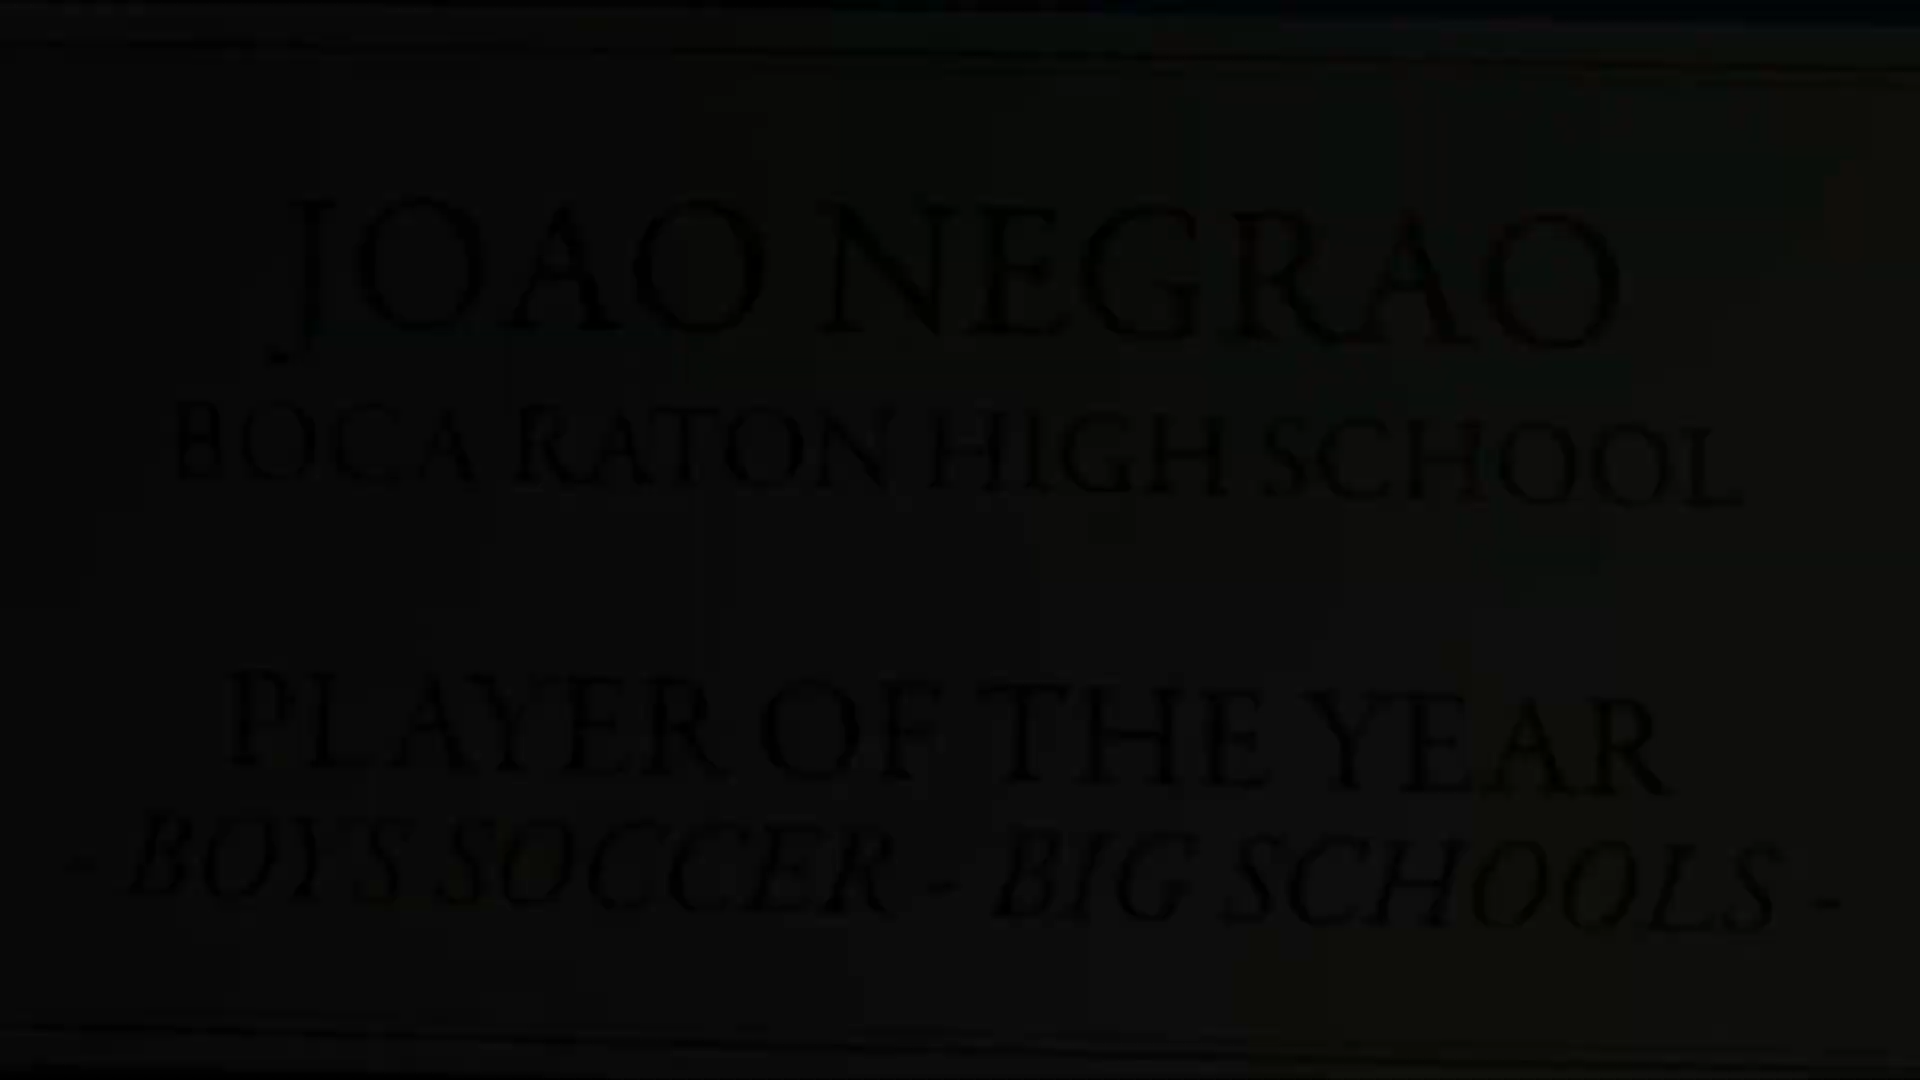 JOAO NEGRAO
BOCA RATON HIGH SCHOOL
PLAYER OF THE YEAR
- BOYS SOCCER - BIG SCHOOLS -